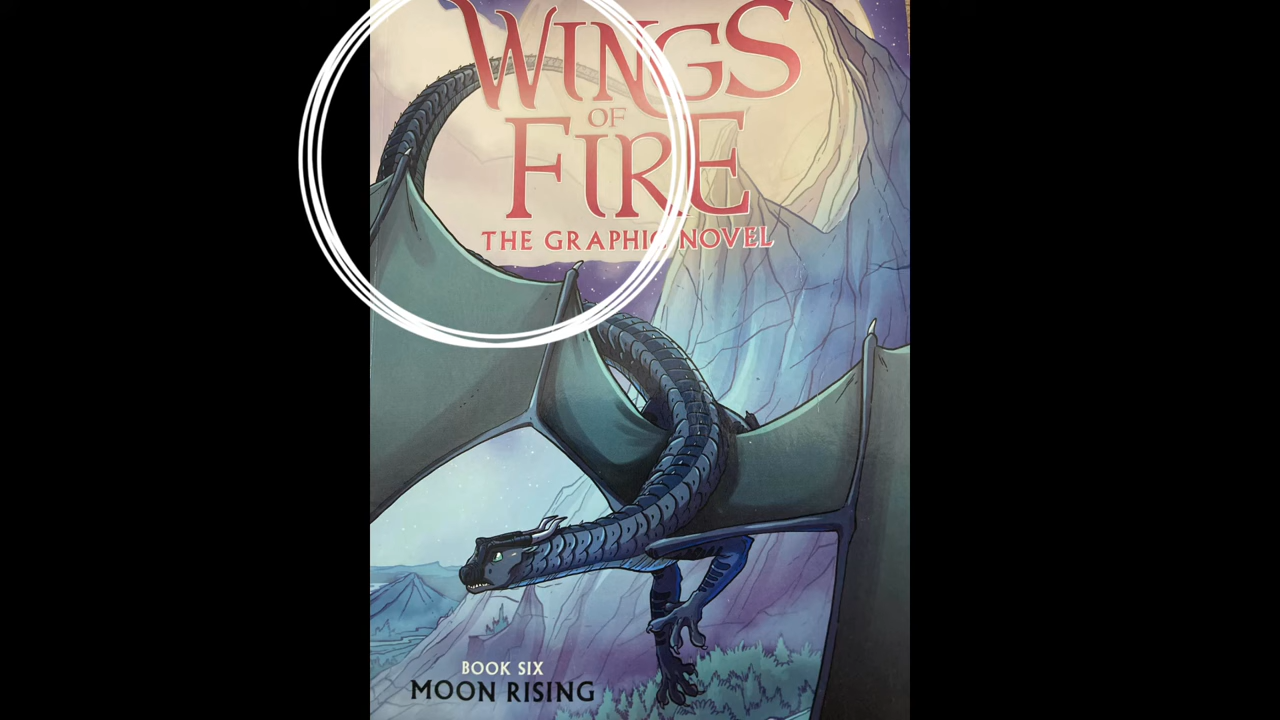 WINGS
OF
FIRE
THE GRAPHIC NOVEL
BOOK SIX
MOON RISING